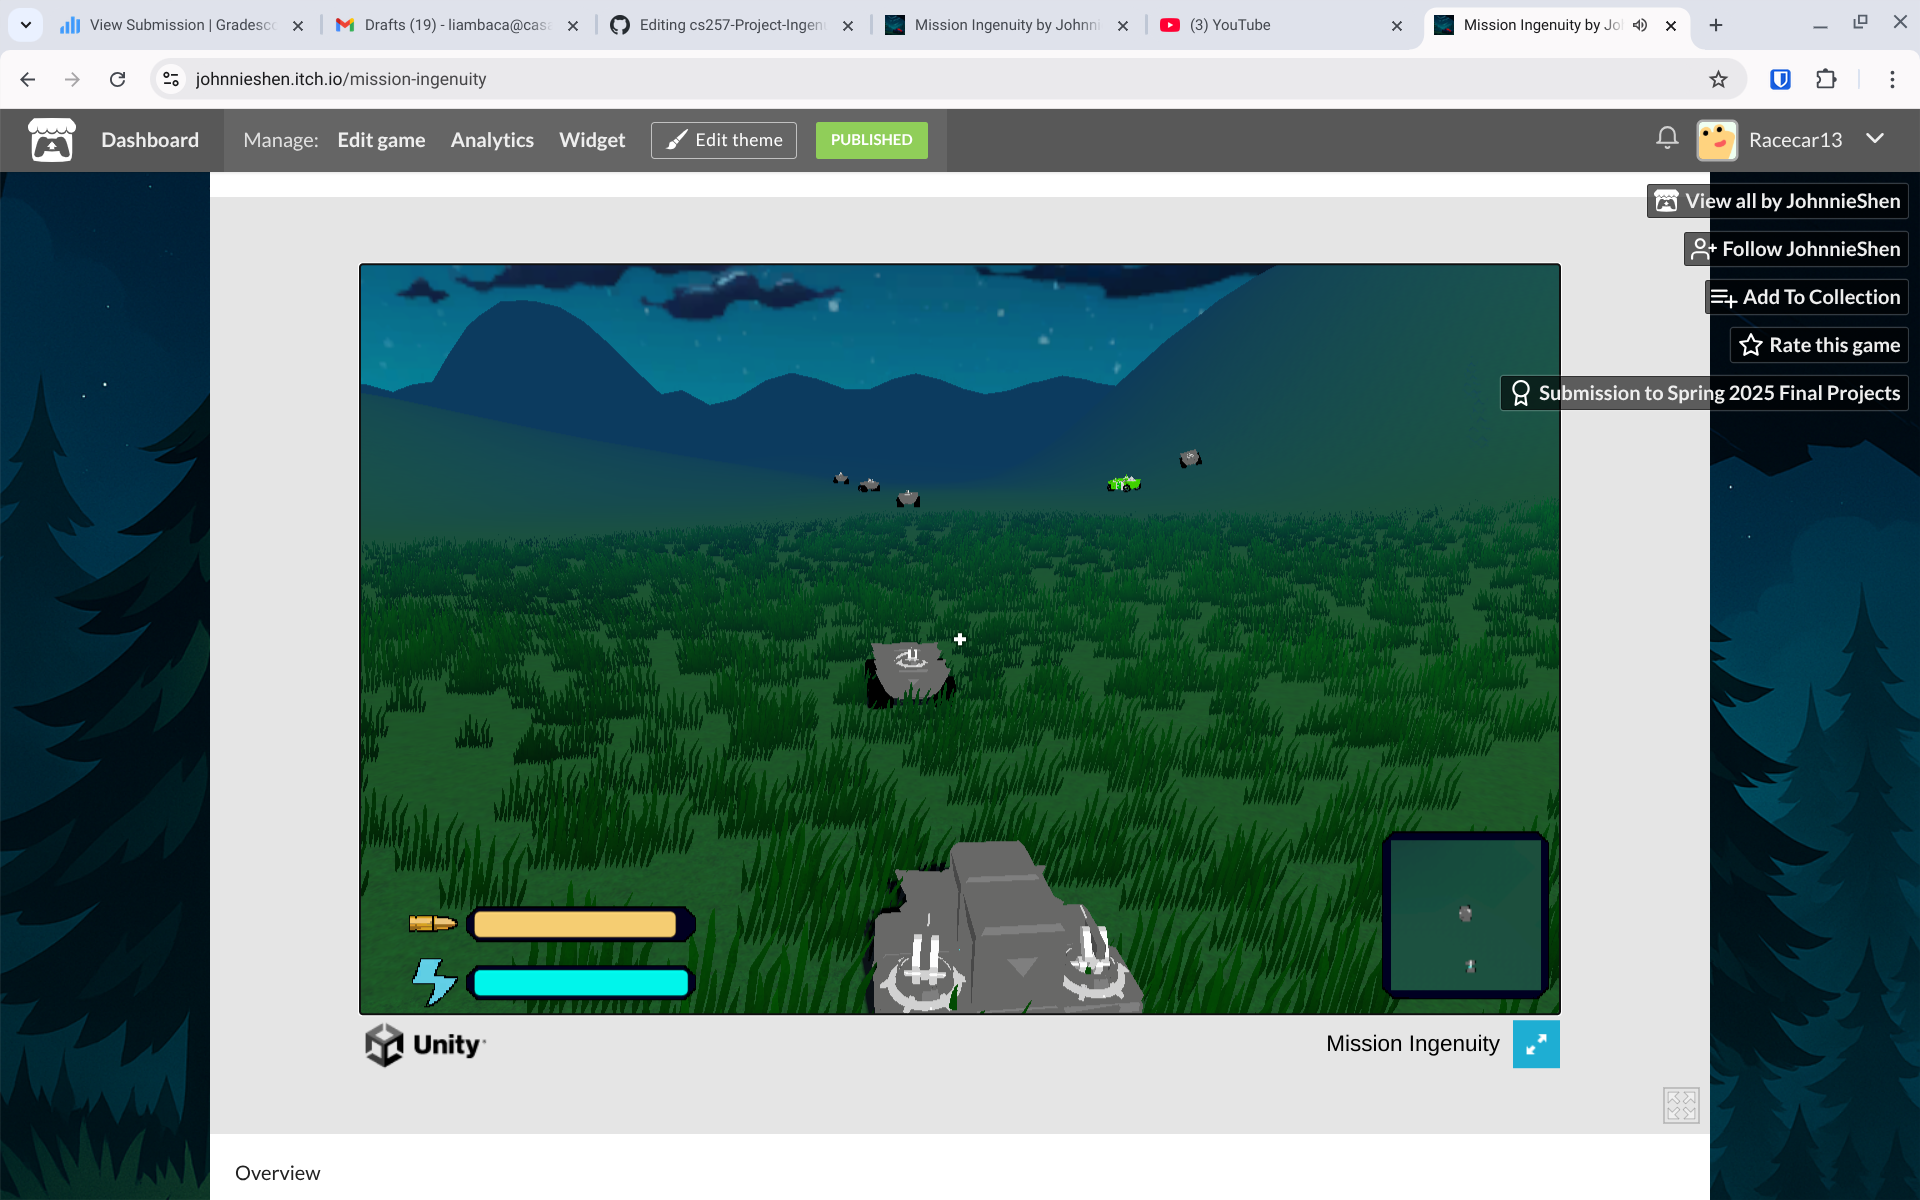 View Submission | Gradesc
Drafts (19) - liambaca@cas
Editing cs257-Project-Ingen
Mission Ingenuity by Johnni
(3) YouTube
Mission Ingenuity by Jo
johnnieshen.itch.io/mission-ingenuity
Dashboard
Manage:
Edit game
Analytics
Widget
Edit theme
PUBLISHED
Racecar13
View all by JohnnieShen
Follow JohnnieShen
Add To Collection
Rate this game
Submission to Spring 2025 Final Projects
Unity
Mission Ingenuity
Overview